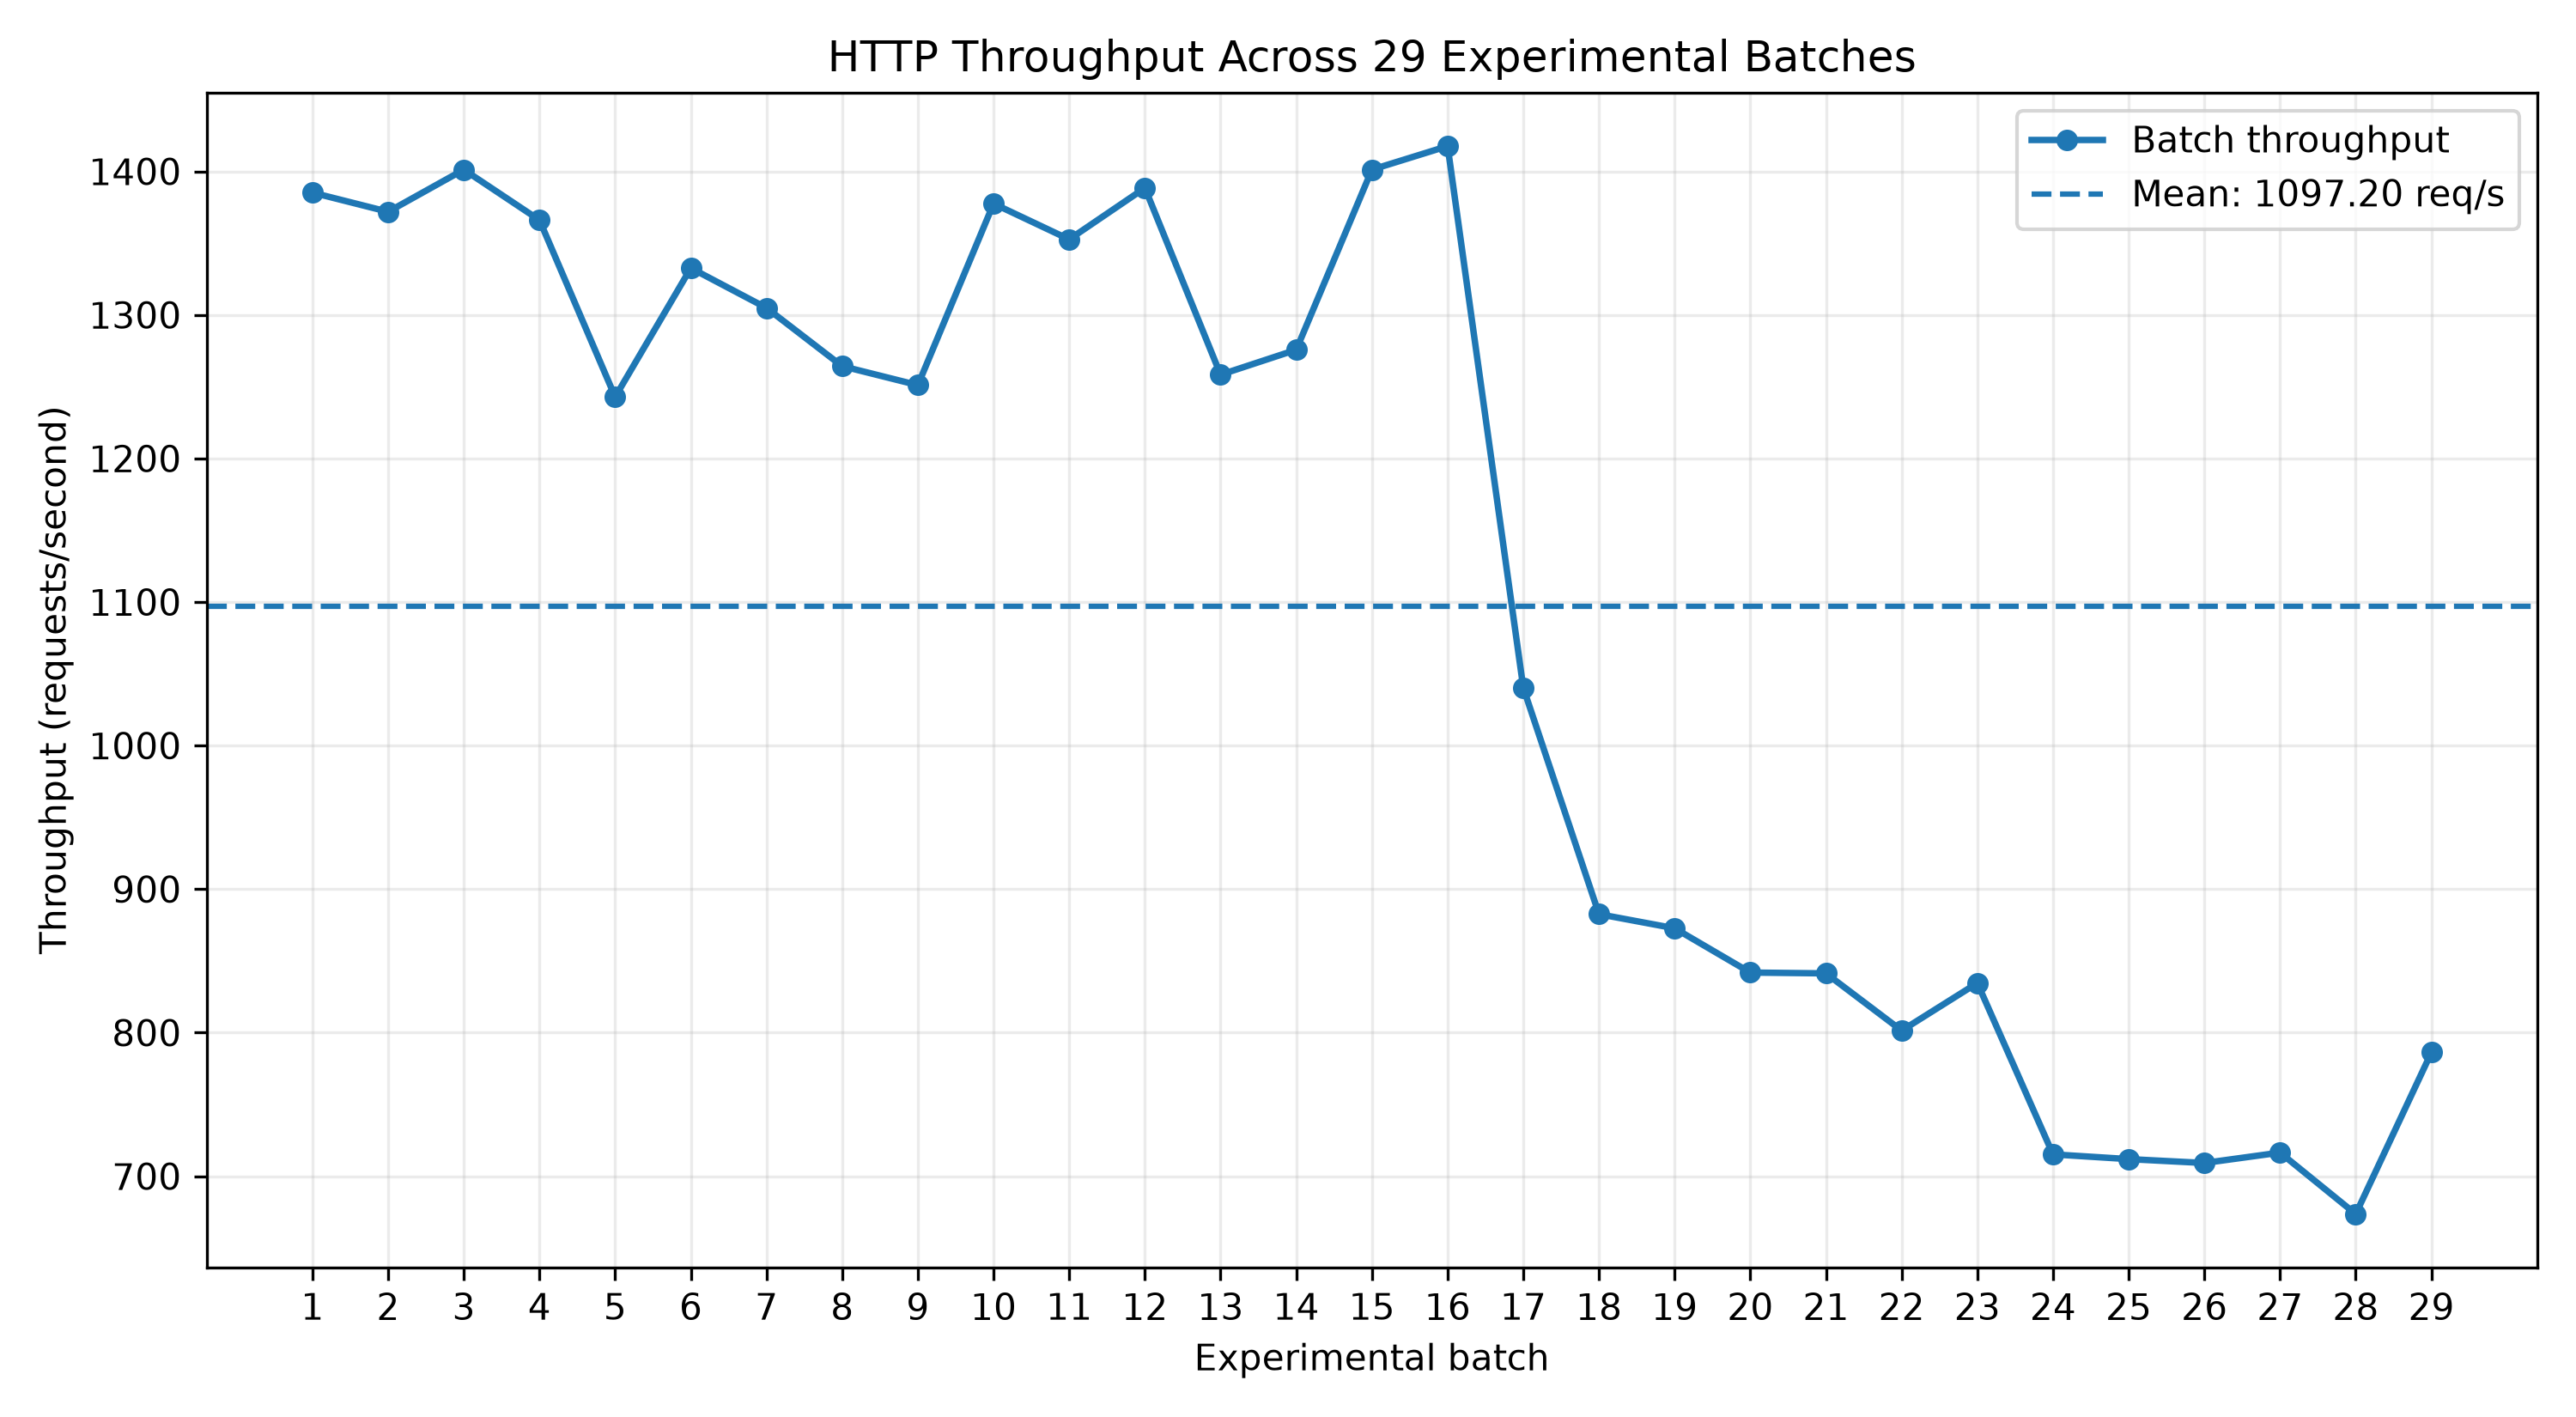 HTTP Throughput Across 29 Experimental Batches
Batch throughput
Mean: 1097.20 req/s
Throughput (requests/second)
1400
1300
1200
1100
1000
900
800
700
1 2 3 4 5 6 7 8 9 10 11 12 13 14 15 16 17 18 19 20 21 22 23 24 25 26 27 28 29
Experimental batch